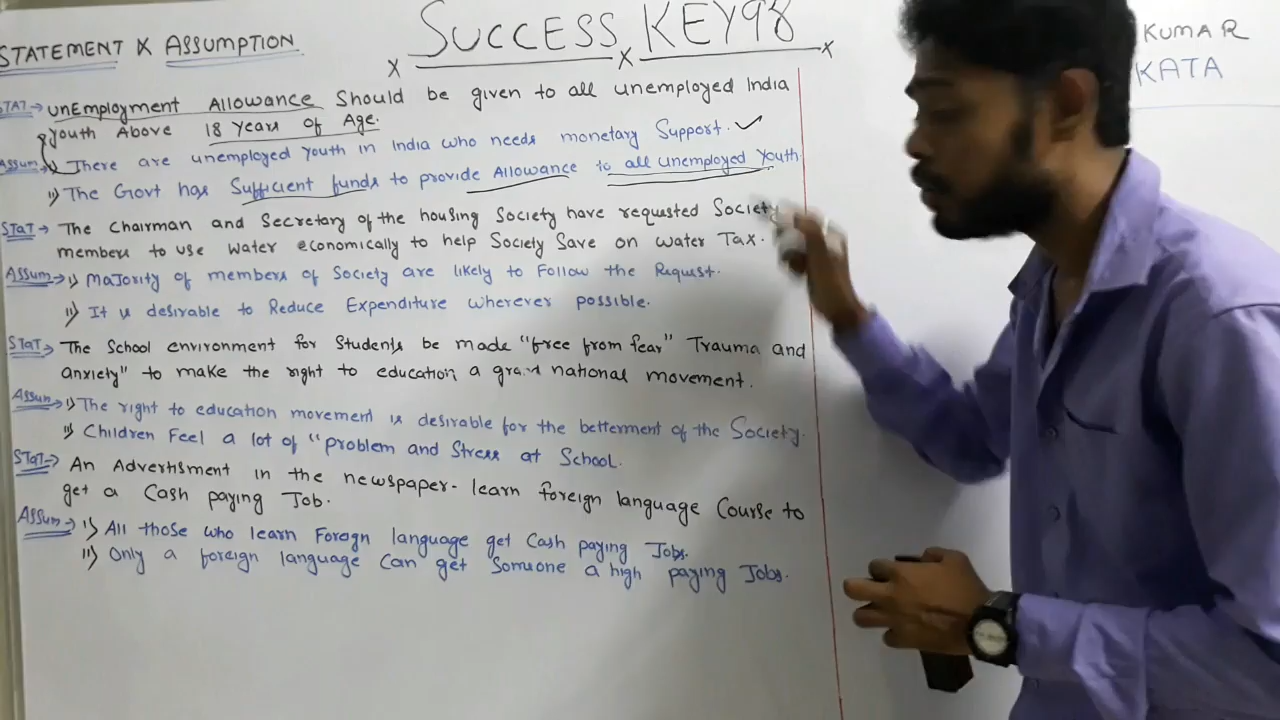 SUCCESS KEY98
STATEMENT X ASSUMPTION
KUMAR
KATA
STAT→ UnEmployment Allowance Should be given to all unemployed India
youth Above 18 years of Age.
Assum→ i) There are unemployed youth in India who needs monetary Support. ✓
ii) The Govt has Sufficient funds to provide Allowance to all unemployed youth
STAT→ The Chairman and Secretary of the housing Society have requsted Society
members to use water economically to help Society Save on water Tax.
Assum→ i) Majority of members of Society are likely to Follow the Request.
ii) It is desirable to Reduce Expenditure wherever possible.
STAT→ The School environment for Students be made "free from fear" Trauma and
anxiety" to make the right to education a grand national movement.
Assum→ i) The right to education movement is desirable for the betterment of the Society.
ii) Children Feel a lot of "problem and Stress at School.
STAT→ An Advertisment in the newspaper- learn foreign language Course to
get a Cash paying Job.
Assum→ i) All those who learn Foreign language get Cash paying Jobs.
ii) Only a foreign language Can get Someone a high paying Jobs.